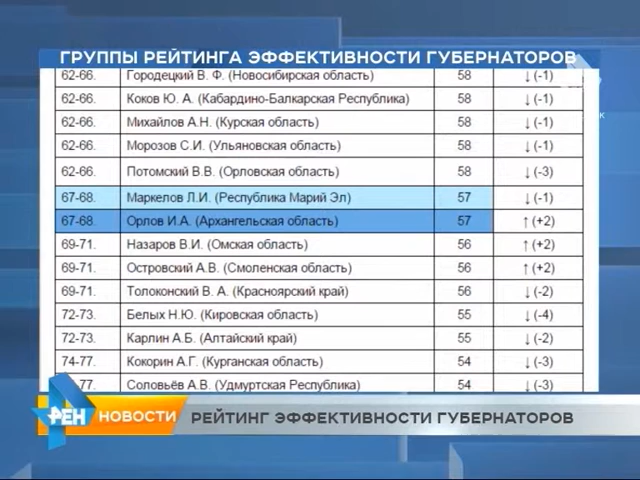 ГРУППЫ РЕЙТИНГА ЭФФЕКТИВНОСТИ ГУБЕРНАТОРОВ
62-66. Городецкий В. Ф. (Новосибирская область) 58 ↓(-1)
62-66. Коков Ю. А. (Кабардино-Балкарская Республика) 58 ↓(-1)
62-66. Михайлов А.Н. (Курская область) 58 ↓(-1)
62-66. Морозов С.И. (Ульяновская область) 58 ↓(-1)
62-66. Потомский В.В. (Орловская область) 58 ↓(-3)
67-68. Маркелов Л.И. (Республика Марий Эл) 57 ↓(-1)
67-68. Орлов И.А. (Архангельская область) 57 ↑(+2)
69-71. Назаров В.И. (Омская область) 56 ↑(+2)
69-71. Островский А.В. (Смоленская область) 56 ↑(+2)
69-71. Толоконский В. А. (Красноярский край) 56 ↓(-2)
72-73. Белых Н.Ю. (Кировская область) 55 ↓(-4)
72-73. Карлин А.Б. (Алтайский край) 55 ↓(-2)
74-77. Кокорин А.Г. (Курганская область) 54 ↓(-3)
77. Соловьёв А.В. (Удмуртская Республика) 54 ↓(-3)
РЕН НОВОСТИ РЕЙТИНГ ЭФФЕКТИВНОСТИ ГУБЕРНАТОРОВ